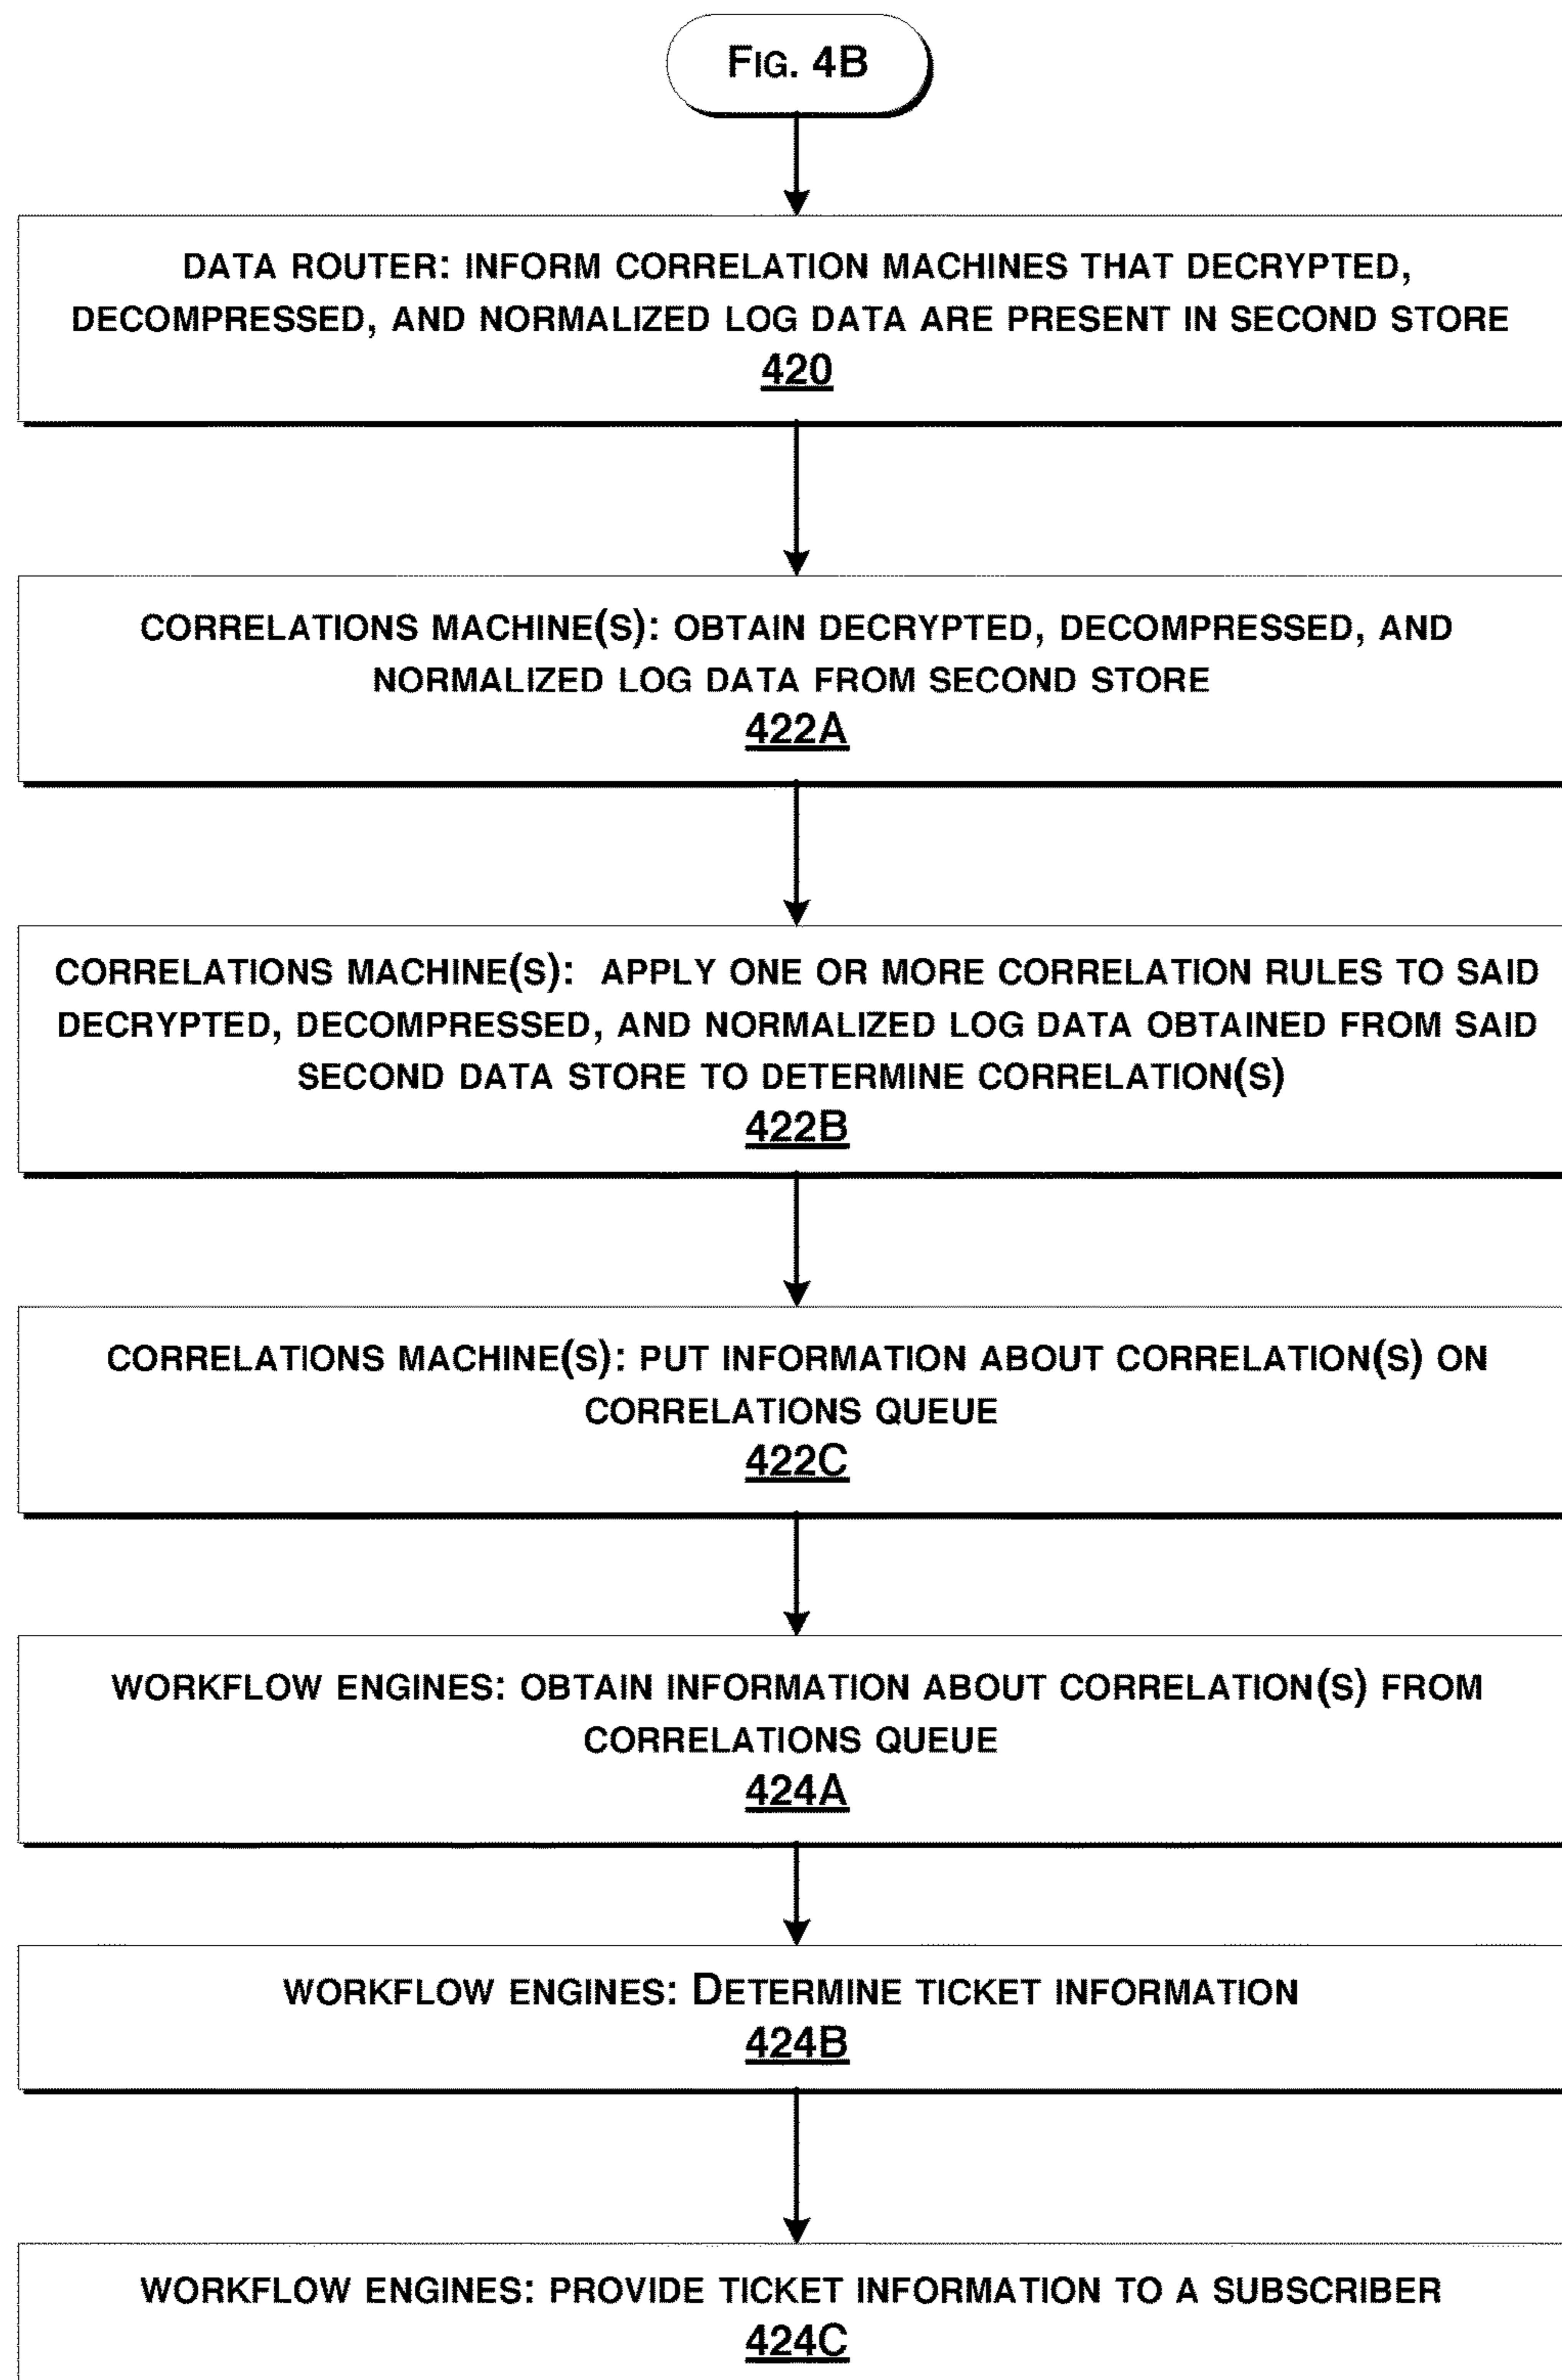 FIG. 4B
DATA ROUTER: INFORM CORRELATION MACHINES THAT DECRYPTED,
DECOMPRESSED, AND NORMALIZED LOG DATA ARE PRESENT IN SECOND STORE
420
CORRELATIONS MACHINE(S): OBTAIN DECRYPTED, DECOMPRESSED, AND
NORMALIZED LOG DATA FROM SECOND STORE
422A
CORRELATIONS MACHINE(S): APPLY ONE OR MORE CORRELATION RULES TO SAID
DECRYPTED, DECOMPRESSED, AND NORMALIZED LOG DATA OBTAINED FROM SAID
SECOND DATA STORE TO DETERMINE CORRELATION(S)
422B
CORRELATIONS MACHINE(S): PUT INFORMATION ABOUT CORRELATION(S) ON
CORRELATIONS QUEUE
422C
WORKFLOW ENGINES: OBTAIN INFORMATION ABOUT CORRELATION(S) FROM
CORRELATIONS QUEUE
424A
WORKFLOW ENGINES: DETERMINE TICKET INFORMATION
424B
WORKFLOW ENGINES: PROVIDE TICKET INFORMATION TO A SUBSCRIBER
424C